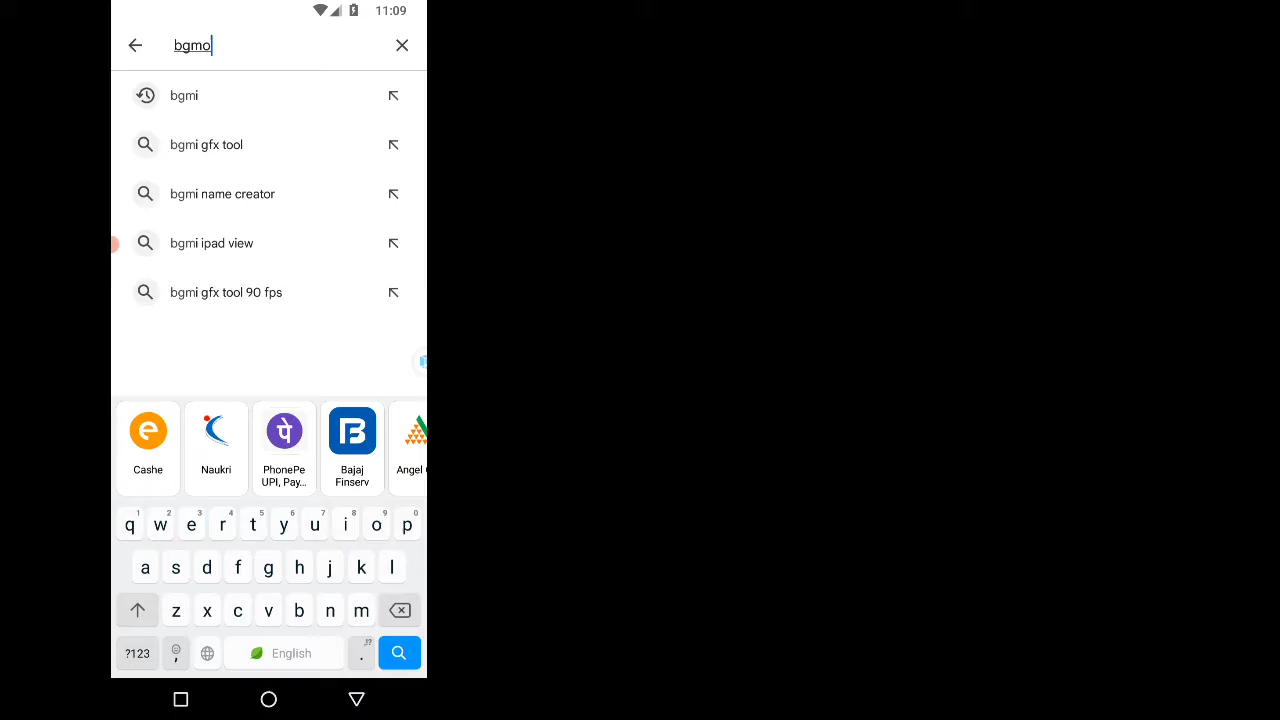 11:09
bgmo
bgmi
bgmi gfx tool
bgmi name creator
bgmi ipad view
bgmi gfx tool 90 fps
पे
Cashe Naukri PhonePe UPI, Pay... Bajaj Finserv Angel
1 2 3 4 5 6 7 8 9 0
q w e r t y u i o p
a s d f g h j k l
z x c v b n m
?123 , English .